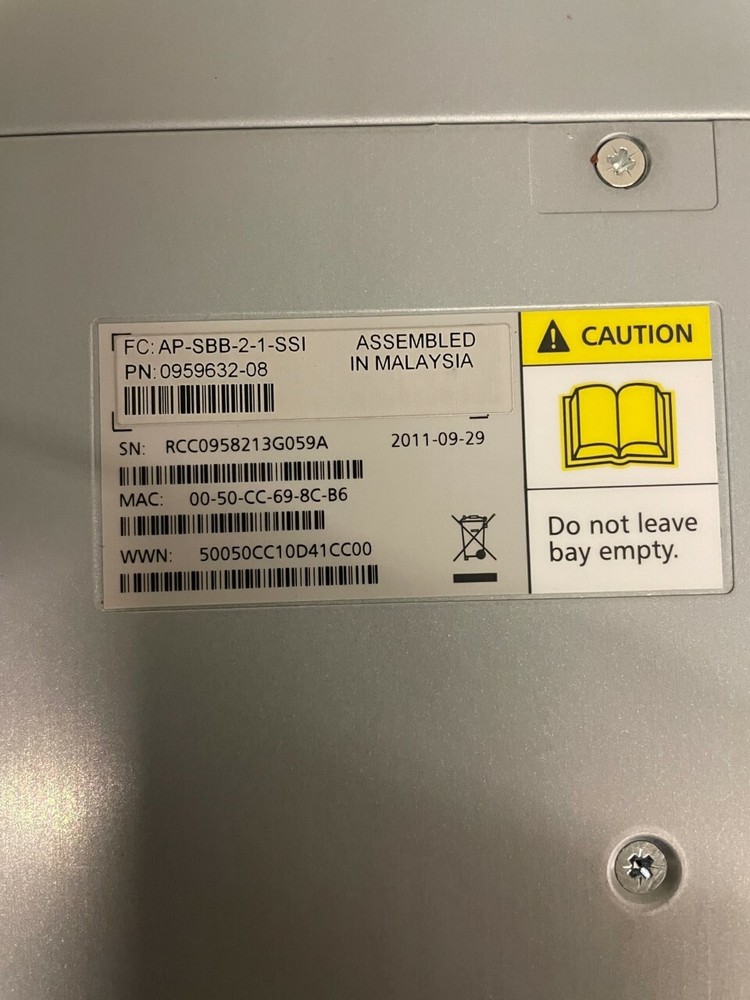 FC: AP-SBB-2-1-SSI
PN: 0959632-08
ASSEMBLED
IN MALAYSIA
SN: RCC0958213G059A 2011-09-29
MAC: 00-50-CC-69-8C-B6
WWN: 50050CC10D41CC00
CAUTION
Do not leave
bay empty.